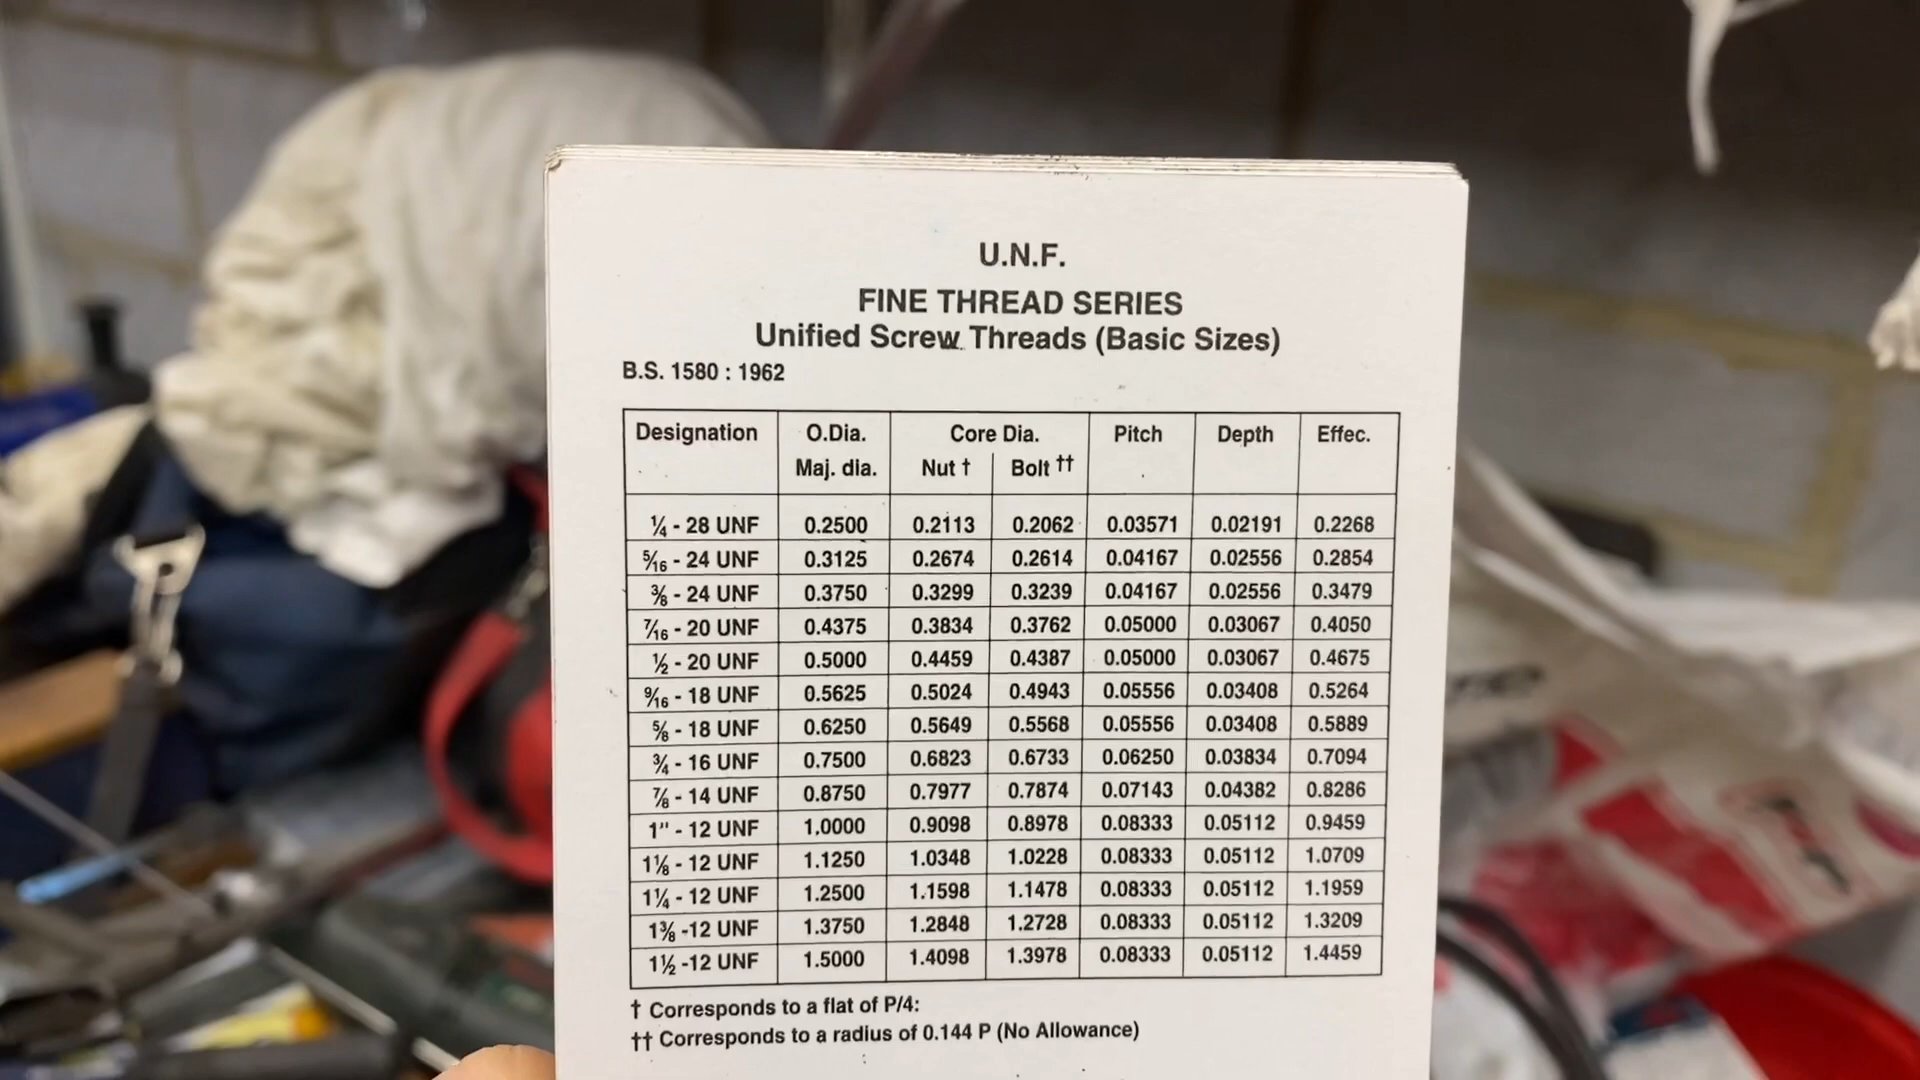 U.N.F.
FINE THREAD SERIES
Unified Screw Threads (Basic Sizes)
B.S. 1580 : 1962
Designation O.Dia. Core Dia. Pitch Depth Effec.
Maj. dia. Nut † Bolt ††
¼ - 28 UNF 0.2500 0.2113 0.2062 0.03571 0.02191 0.2268
5⁄16 - 24 UNF 0.3125 0.2674 0.2614 0.04167 0.02556 0.2854
⅜ - 24 UNF 0.3750 0.3299 0.3239 0.04167 0.02556 0.3479
7⁄16 - 20 UNF 0.4375 0.3834 0.3762 0.05000 0.03067 0.4050
½ - 20 UNF 0.5000 0.4459 0.4387 0.05000 0.03067 0.4675
9⁄16 - 18 UNF 0.5625 0.5024 0.4943 0.05556 0.03408 0.5264
⅝ - 18 UNF 0.6250 0.5649 0.5568 0.05556 0.03408 0.5889
¾ - 16 UNF 0.7500 0.6823 0.6733 0.06250 0.03834 0.7094
⅞ - 14 UNF 0.8750 0.7977 0.7874 0.07143 0.04382 0.8286
1" - 12 UNF 1.0000 0.9098 0.8978 0.08333 0.05112 0.9459
1⅛ - 12 UNF 1.1250 1.0348 1.0228 0.08333 0.05112 1.0709
1¼ - 12 UNF 1.2500 1.1598 1.1478 0.08333 0.05112 1.1959
1⅜ -12 UNF 1.3750 1.2848 1.2728 0.08333 0.05112 1.3209
1½ -12 UNF 1.5000 1.4098 1.3978 0.08333 0.05112 1.4459
† Corresponds to a flat of P/4:
†† Corresponds to a radius of 0.144 P (No Allowance)